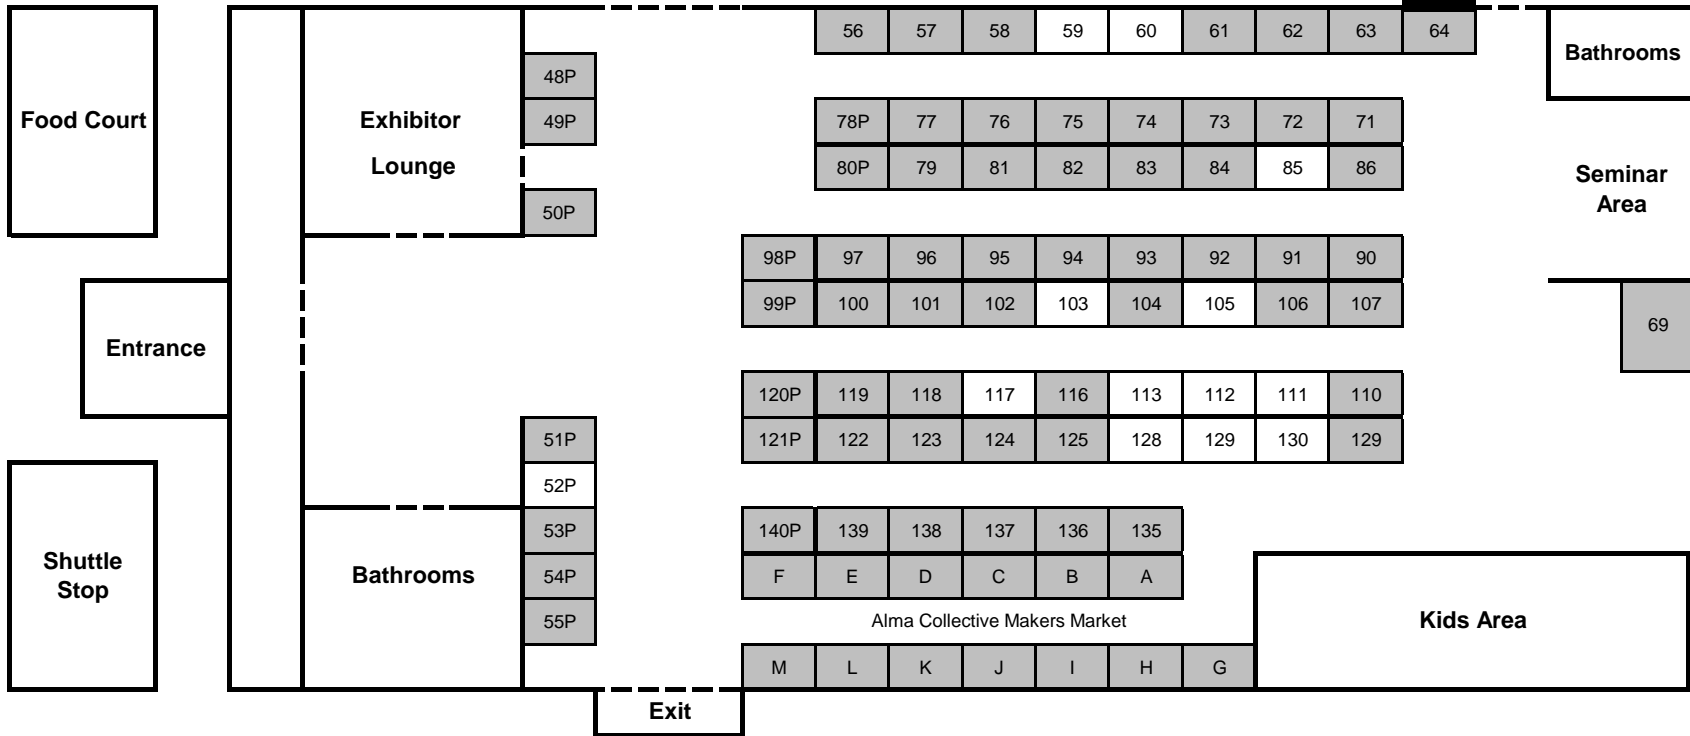 56 57 58 59 60 61 62 63 64
Bathrooms
48P
Food Court
Exhibitor
Lounge
49P
78P 77 76 75 74 73 72 71
80P 79 81 82 83 84 85 86
Seminar
Area
50P
98P 97 96 95 94 93 92 91 90
99P 100 101 102 103 104 105 106 107
69
Entrance
120P 119 118 117 116 113 112 111 110
51P
121P 122 123 124 125 128 129 130 129
52P
53P
140P 139 138 137 136 135
Shuttle
Stop
Bathrooms
54P
F E D C B A
55P
Alma Collective Makers Market
Kids Area
M L K J I H G
Exit